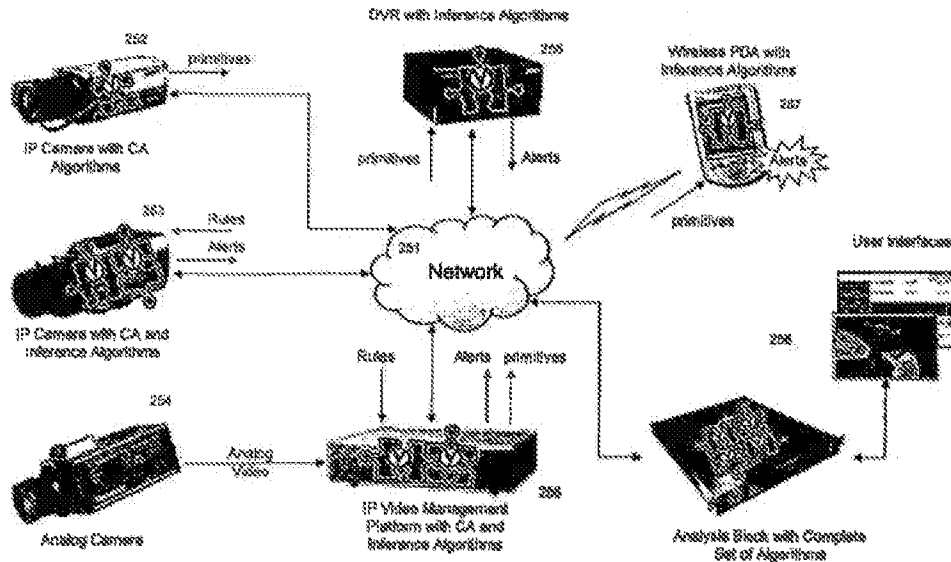 DVR with Inference Algorithms
252
primitives
255
Wireless PDA with
Inference Algorithms
257
IP Camera with CA
Algorithms
primitives
Alerts
Alerts
primitives
253
Rules
Alerts
251
Network
User Interfaces
IP Camera with CA and
Inference Algorithms
Rules
Alerts
primitives
254
Analog
Video
Analog Camera
IP Video Management
Platform with CA and
Inference Algorithms
Analysis Block with Complete
Set of Algorithms